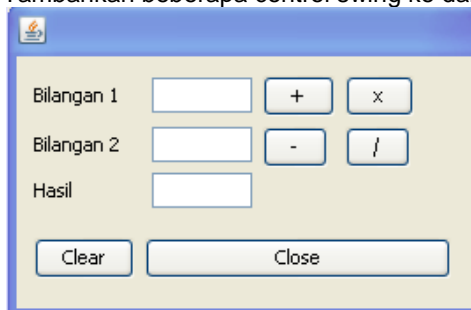 Tambahkan beberapa control swing ke da
Bilangan 1 + x
Bilangan 2 - /
Hasil
Clear Close